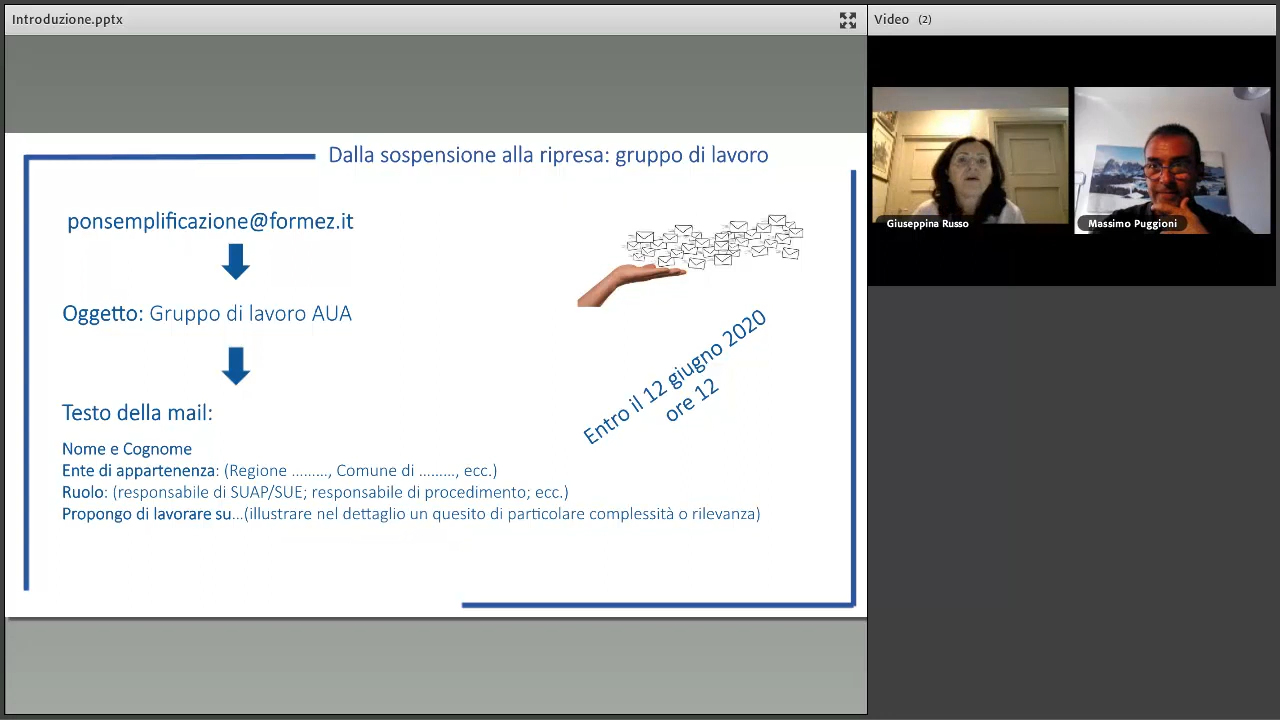 Introduzione.pptx
Video (2)
Dalla sospensione alla ripresa: gruppo di lavoro
ponsemplificazione@formez.it
Oggetto: Gruppo di lavoro AUA
Entro il 12 giugno 2020
ore 12
Testo della mail:
Nome e Cognome
Ente di appartenenza: (Regione ………, Comune di ………, ecc.)
Ruolo: (responsabile di SUAP/SUE; responsabile di procedimento; ecc.)
Propongo di lavorare su…(illustrare nel dettaglio un quesito di particolare complessità o rilevanza)
Giuseppina Russo
Massimo Puggioni